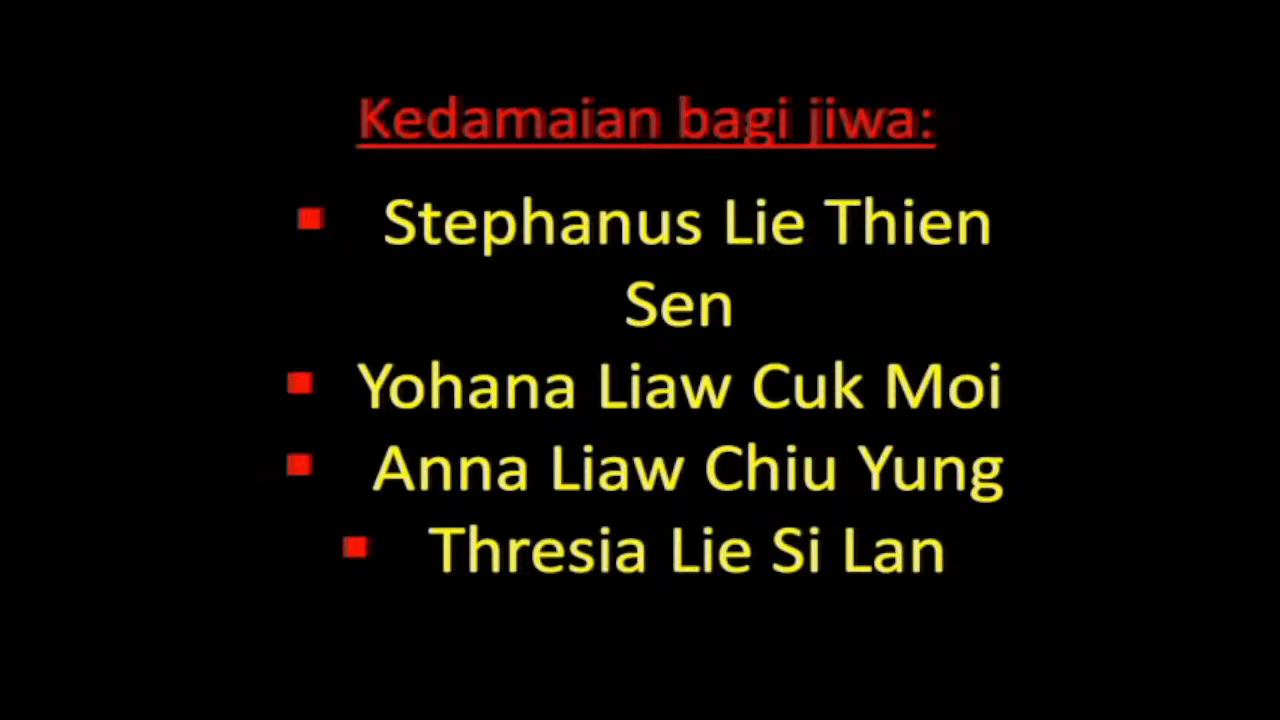 Kedamaian bagi jiwa:
▪ Stephanus Lie Thien
Sen
▪ Yohana Liaw Cuk Moi
▪ Anna Liaw Chiu Yung
▪ Thresia Lie Si Lan